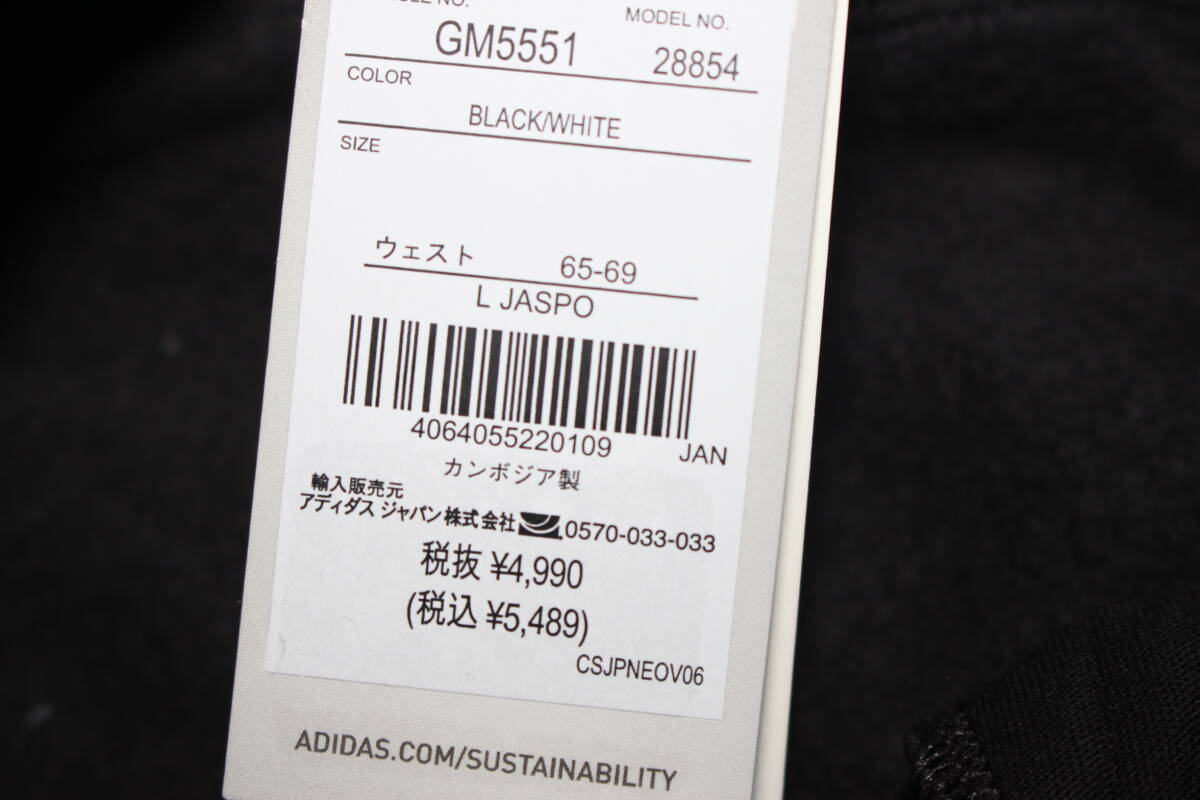 NO.
MODEL NO.
GM5551 28854
COLOR
BLACK/WHITE
SIZE
ウェスト 65-69
L JASPO
4064055220109 JAN
カンボジア製
輸入販売元
アディダス ジャパン株式会社 0570-033-033
税抜 ¥4,990
(税込 ¥5,489)
CSJPNEOV06
ADIDAS.COM/SUSTAINABILITY